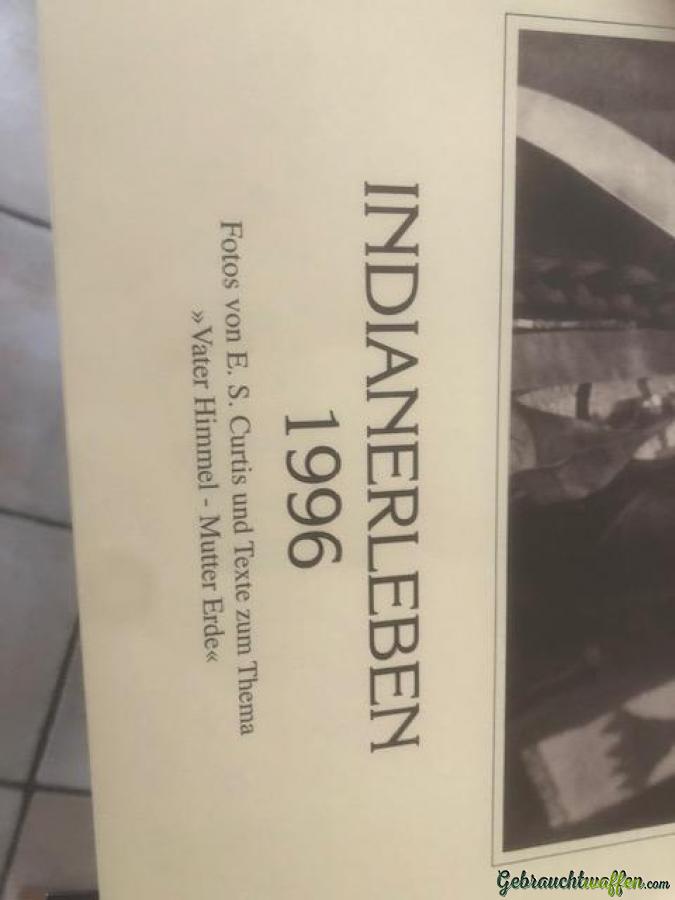 INDIANERLEBEN
1996
Fotos von E. S. Curtis und Texte zum Thema
»Vater Himmel - Mutter Erde«
Gebrauchtwaffen.com